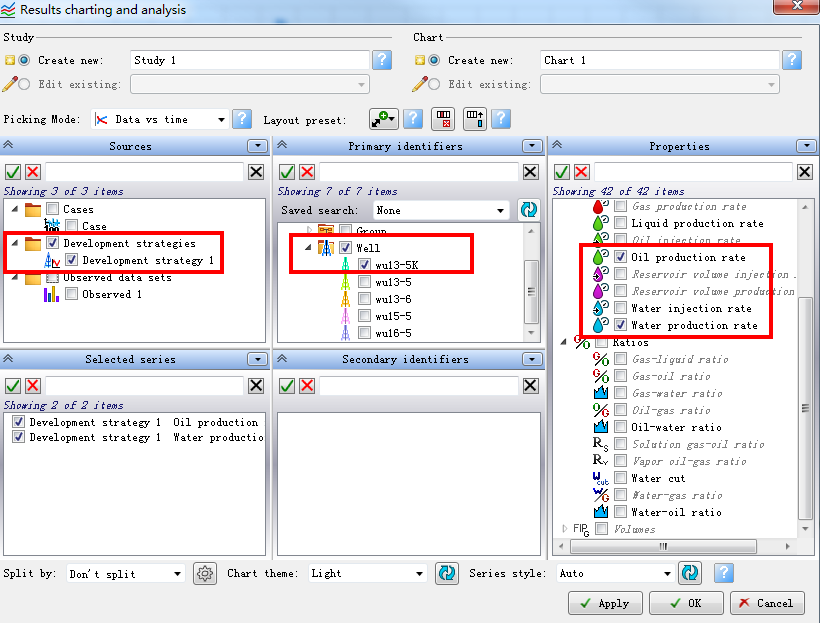 Results charting and analysis
Study
Create new:
Study 1
Edit existing:
Chart
Create new:
Chart 1
Edit existing:
Picking Mode:
Data vs time
Layout preset:
Sources
Showing 3 of 3 items
Cases
Case
Development strategies
Development strategy 1
Observed data sets
Observed 1
Primary identifiers
Showing 7 of 7 items
Saved search:
None
Group
Well
wu13-5K
wu13-5
wu13-6
wu15-5
wu16-5
Properties
Showing 42 of 42 items
Gas production rate
Liquid production rate
Oil injection rate
Oil production rate
Reservoir volume injection
Reservoir volume production
Water injection rate
Water production rate
Ratios
Gas-liquid ratio
Gas-oil ratio
Gas-water ratio
Oil-gas ratio
Oil-water ratio
Solution gas-oil ratio
Vapor oil-gas ratio
Water cut
Water-gas ratio
Water-oil ratio
Volumes
Selected series
Showing 2 of 2 items
Development strategy 1 Oil production
Development strategy 1 Water productio
Secondary identifiers
Split by:
Don't split
Chart theme:
Light
Series style:
Auto
Apply
OK
Cancel